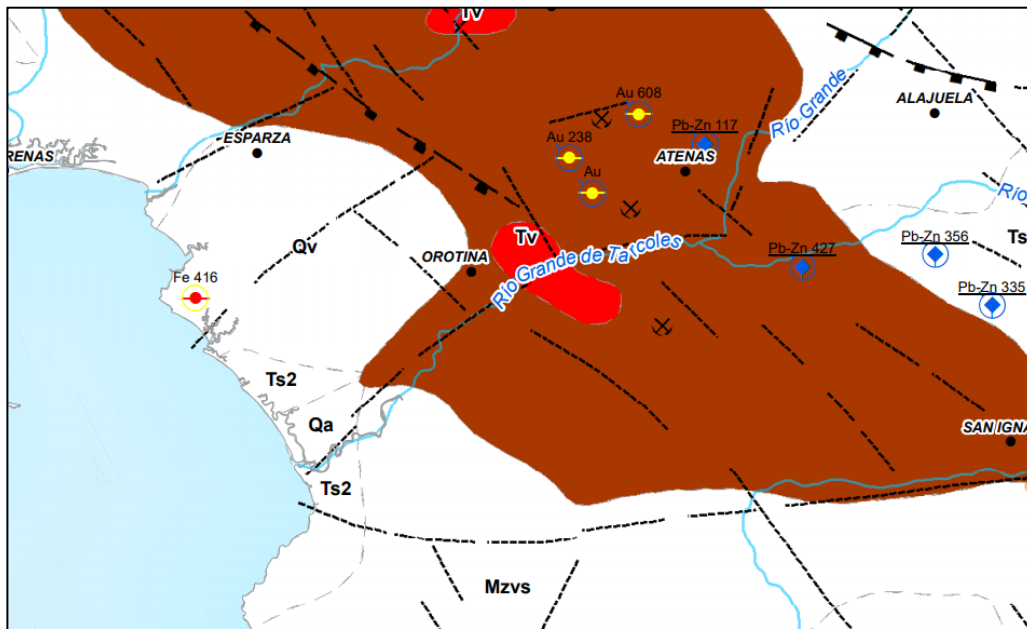 Tv
Río Grande
ALAJUELA
Au 608
Pb-Zn 117
ESPARZA
Au 238
RENAS
ATENAS
Au
Río
Qv
Tv
Ts
OROTINA
Río Grande de Tarcoles
Pb-Zn 427
Pb-Zn 356
Fe 416
Pb-Zn 335
Ts2
Qa
SAN IGNA
Ts2
Mzvs